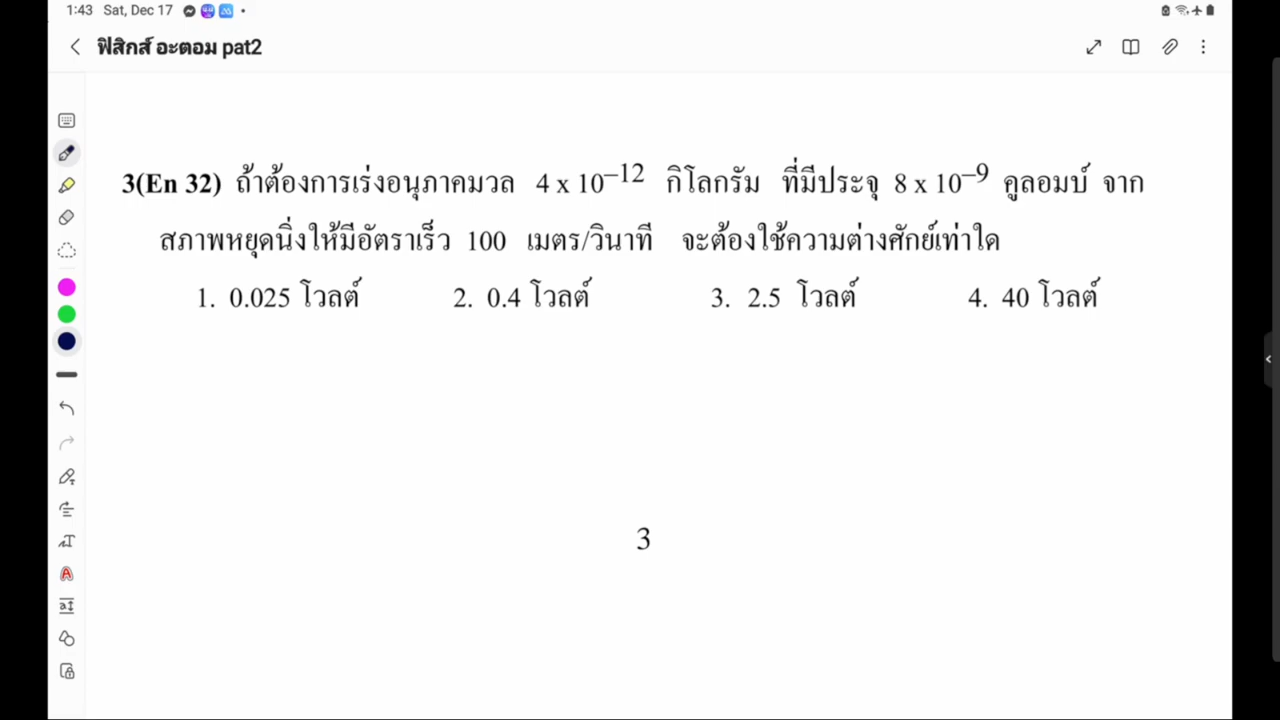 1:43 Sat, Dec 17
ฟิสิกส์ อะตอม pat2
3(En 32) ถ้าต้องการเร่งอนุภาคมวล 4 x 10⁻¹² กิโลกรัม ที่มีประจุ 8 x 10⁻⁹ คูลอมบ์ จาก
สภาพหยุดนิ่งให้มีอัตราเร็ว 100 เมตร/วินาที จะต้องใช้ความต่างศักย์เท่าใด
1. 0.025 โวลต์ 2. 0.4 โวลต์ 3. 2.5 โวลต์ 4. 40 โวลต์
3